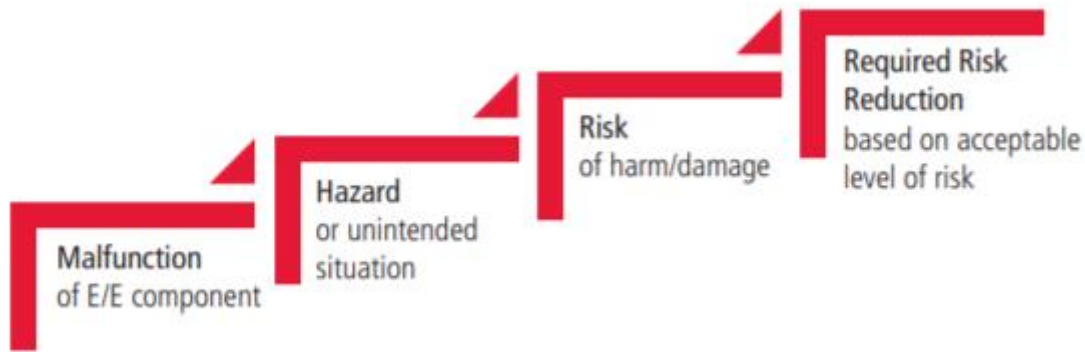 Malfunction
of E/E component
Hazard
or unintended
situation
Risk
of harm/damage
Required Risk
Reduction
based on acceptable
level of risk